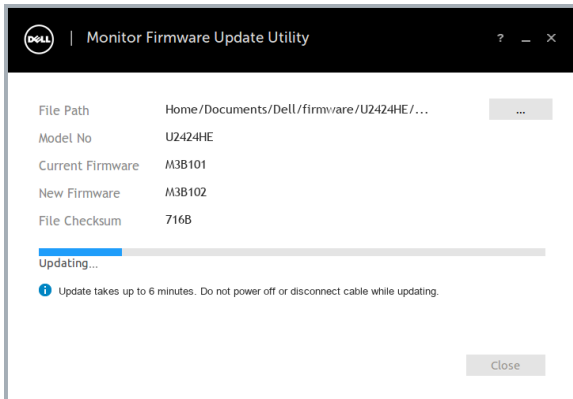 DELL | Monitor Firmware Update Utility ? _ ×
File Path Home/Documents/Dell/firmware/U2424HE/... ...
Model No U2424HE
Current Firmware M3B101
New Firmware M3B102
File Checksum 716B
Updating...
i Update takes up to 6 minutes. Do not power off or disconnect cable while updating.
Close